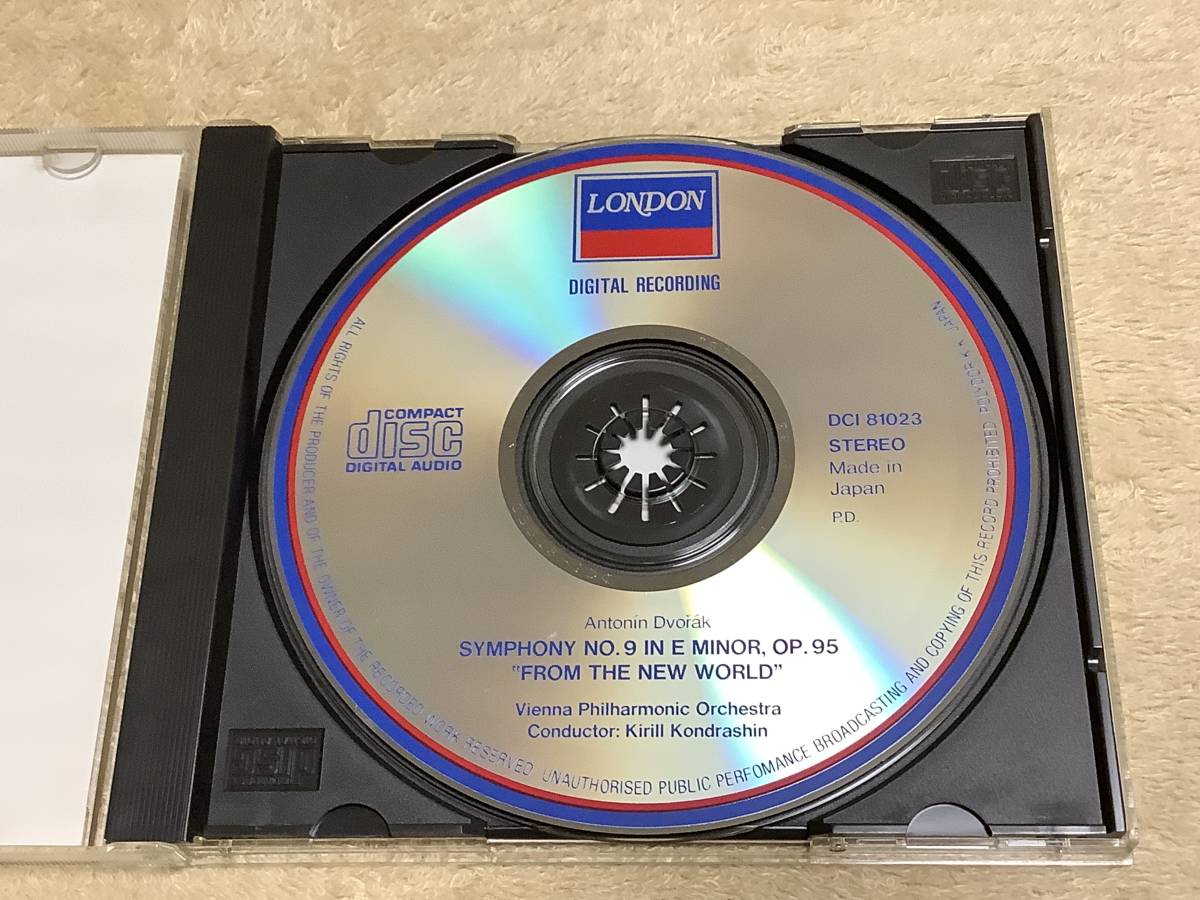 LONDON
DIGITAL RECORDING
COMPACT
disc
DIGITAL AUDIO
DCI 81023
STEREO
Made in
Japan
P.D.
Antonín Dvořák
SYMPHONY NO. 9 IN E MINOR, OP. 95
"FROM THE NEW WORLD"
Vienna Philharmonic Orchestra
Conductor: Kirill Kondrashin
ALL RIGHTS OF THE PRODUCER AND OF THE OWNER OF THE RECORDED WORK RESERVED UNAUTHORISED PUBLIC PERFOMANCE BROADCASTING AND COPYING OF THIS RECORD PROHIBITED POLYDOR K.K. JAPAN
disc
disc